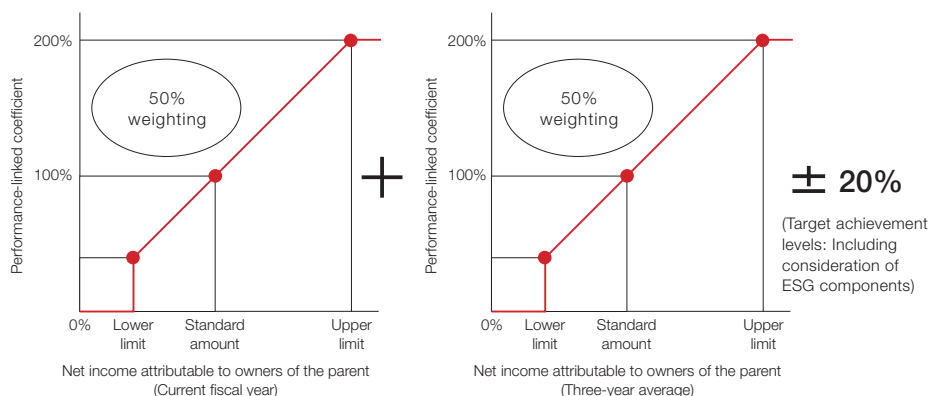 Performance-linked coefficient
200%
100%
0%
50%
weighting
Lower
limit
Standard
amount
Upper
limit
Net income attributable to owners of the parent
(Current fiscal year)
+
Performance-linked coefficient
200%
100%
0%
50%
weighting
Lower
limit
Standard
amount
Upper
limit
Net income attributable to owners of the parent
(Three-year average)
± 20%
(Target achievement
levels: Including
consideration of
ESG components)